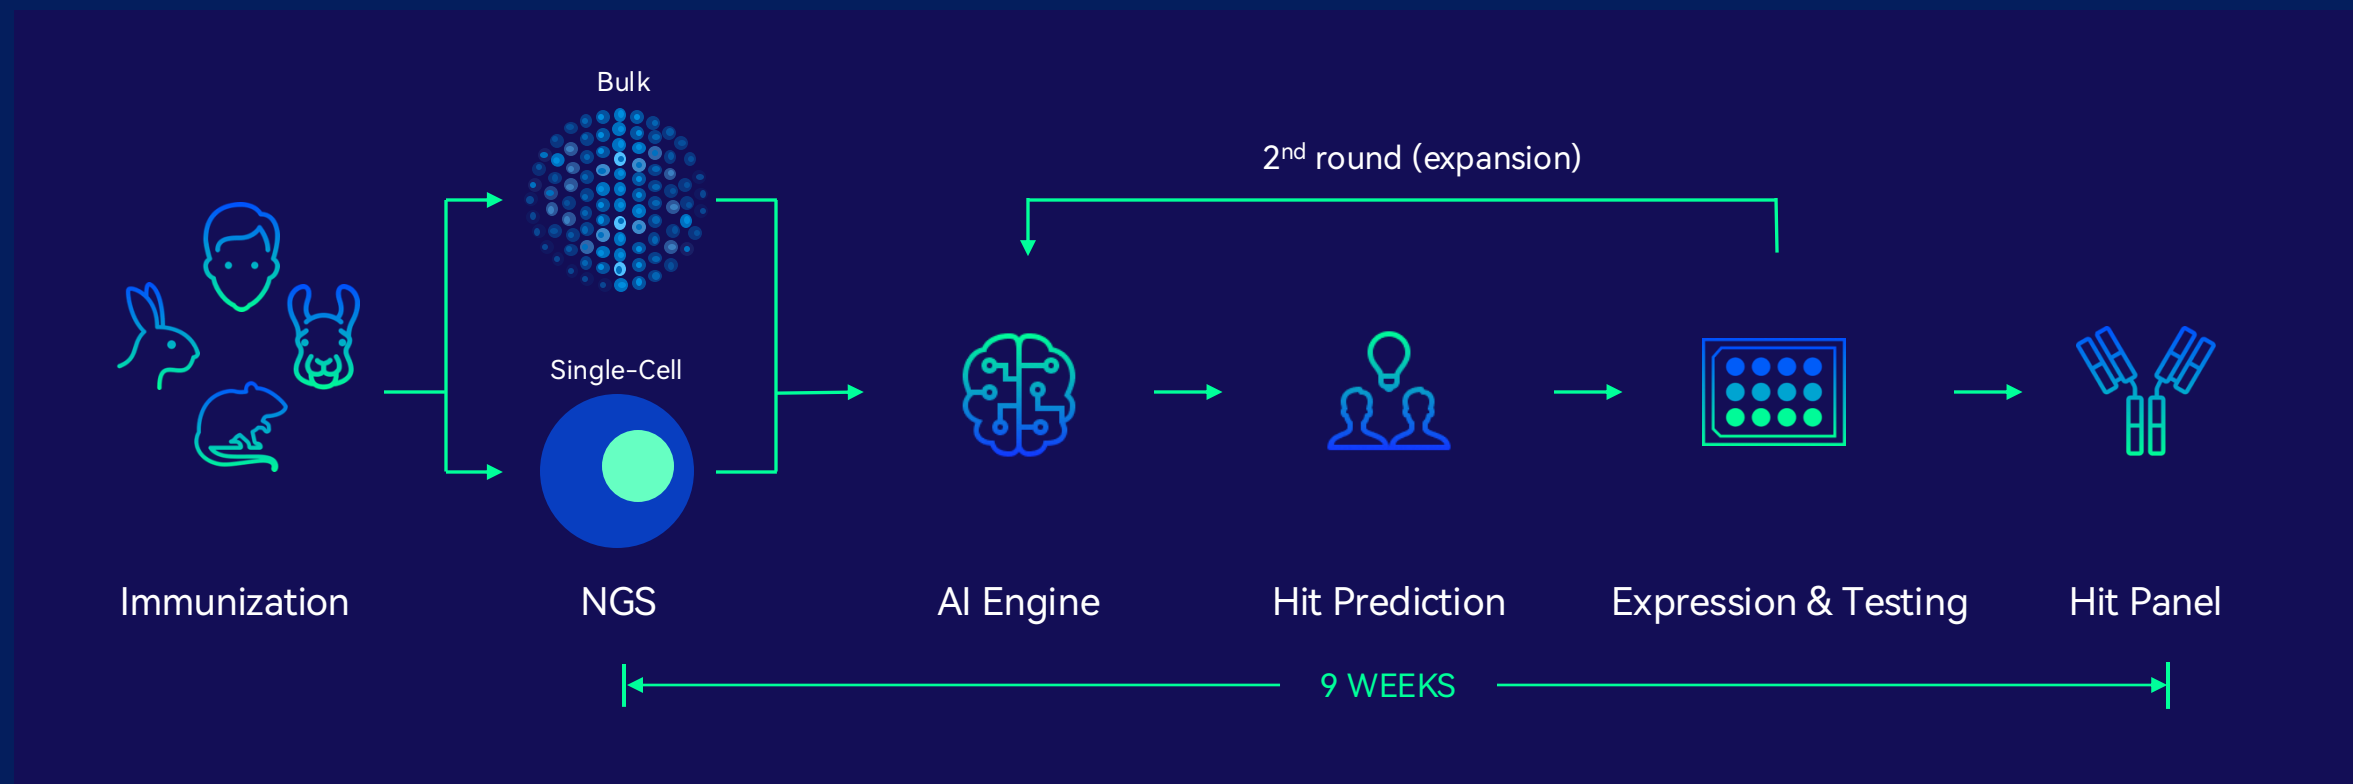 Bulk
2nd round (expansion)
Single-Cell
Immunization
NGS
AI Engine
Hit Prediction
Expression & Testing
Hit Panel
9 WEEKS